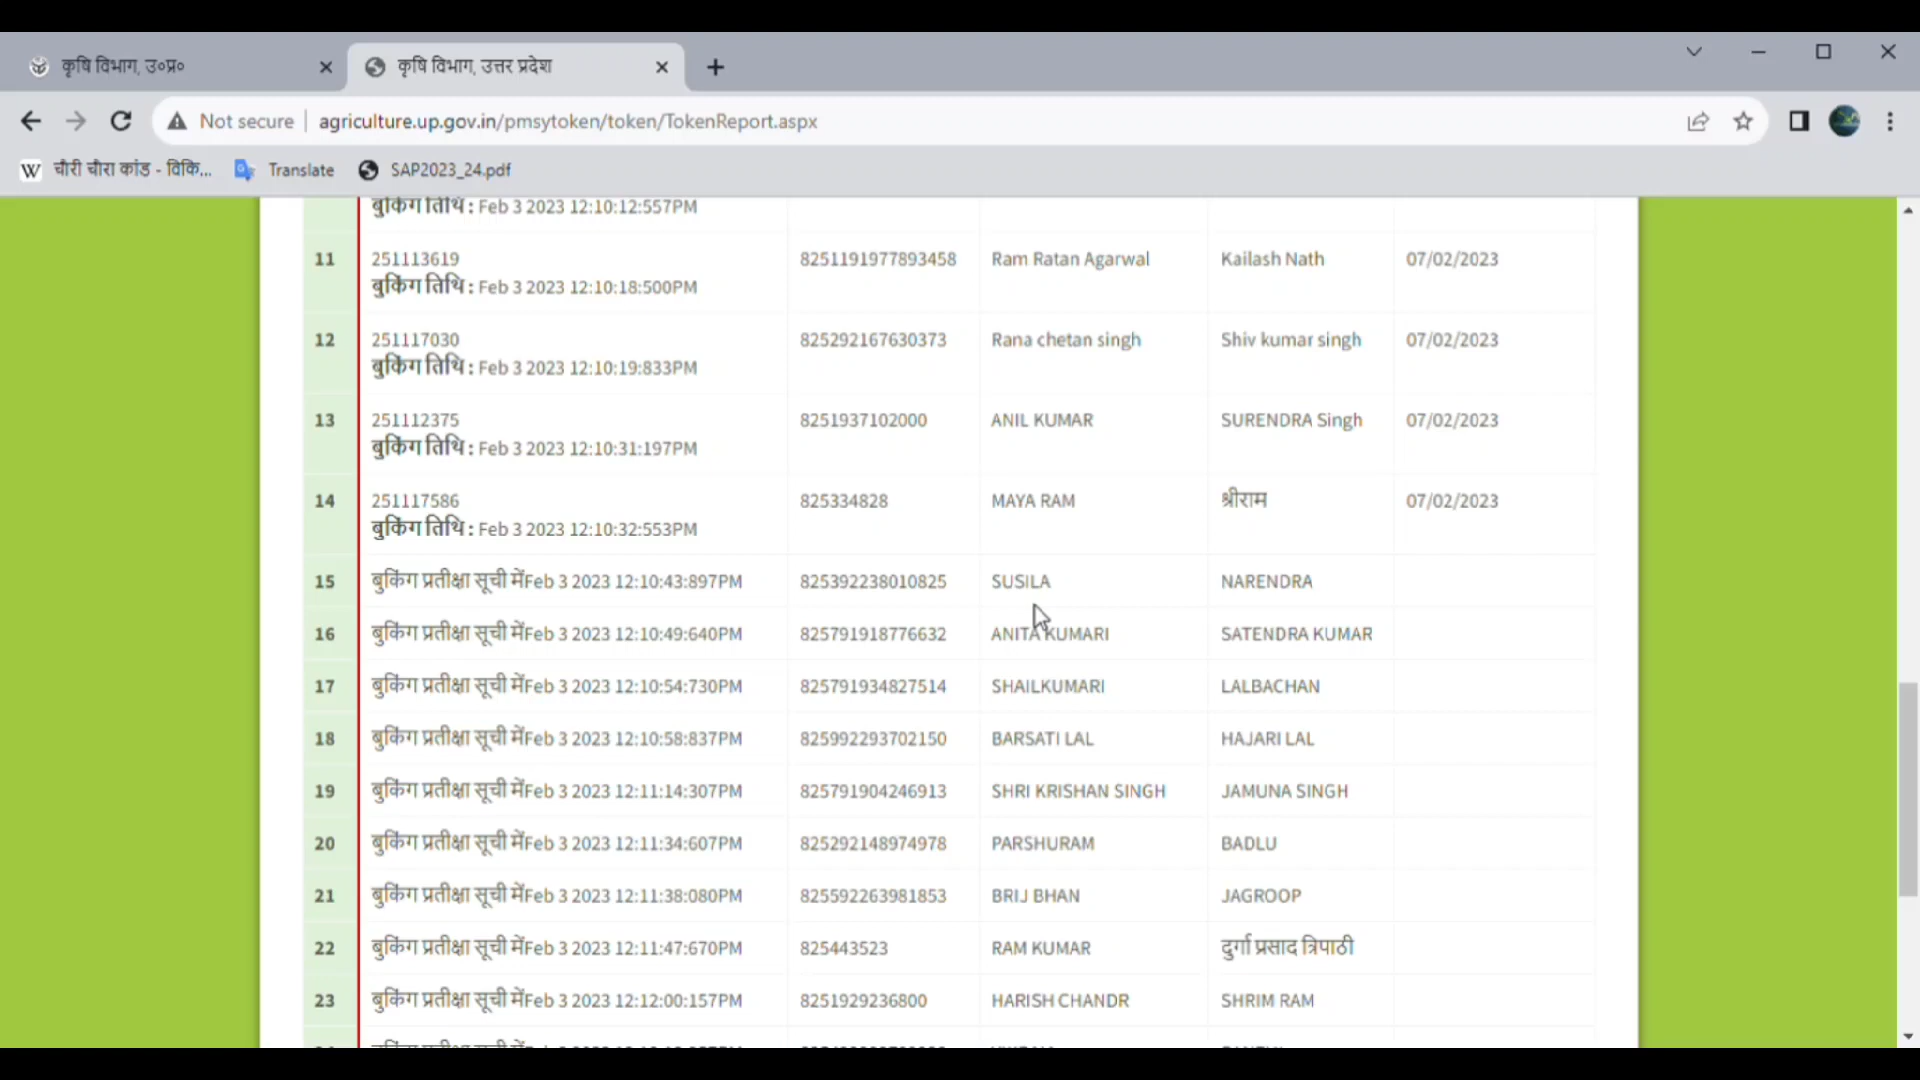 कृषि विभाग, उ०प्र०
कृषि विभाग, उत्तर प्रदेश
Not secure agriculture.up.gov.in/pmsytoken/token/TokenReport.aspx
W चौरी चौरा कांड - विकि... Translate SAP2023_24.pdf
बुकिंग तिथि : Feb 3 2023 12:10:12:557PM
11 251113619 8251191977893458 Ram Ratan Agarwal Kailash Nath 07/02/2023
बुकिंग तिथि : Feb 3 2023 12:10:18:500PM
12 251117030 825292167630373 Rana chetan singh Shiv kumar singh 07/02/2023
बुकिंग तिथि : Feb 3 2023 12:10:19:833PM
13 251112375 8251937102000 ANIL KUMAR SURENDRA Singh 07/02/2023
बुकिंग तिथि : Feb 3 2023 12:10:31:197PM
14 251117586 825334828 MAYA RAM श्रीराम 07/02/2023
बुकिंग तिथि : Feb 3 2023 12:10:32:553PM
15 बुकिंग प्रतीक्षा सूची मेंFeb 3 2023 12:10:43:897PM 825392238010825 SUSILA NARENDRA
16 बुकिंग प्रतीक्षा सूची मेंFeb 3 2023 12:10:49:640PM 825791918776632 ANITA KUMARI SATENDRA KUMAR
17 बुकिंग प्रतीक्षा सूची मेंFeb 3 2023 12:10:54:730PM 825791934827514 SHAILKUMARI LALBACHAN
18 बुकिंग प्रतीक्षा सूची मेंFeb 3 2023 12:10:58:837PM 825992293702150 BARSATI LAL HAJARI LAL
19 बुकिंग प्रतीक्षा सूची मेंFeb 3 2023 12:11:14:307PM 825791904246913 SHRI KRISHAN SINGH JAMUNA SINGH
20 बुकिंग प्रतीक्षा सूची मेंFeb 3 2023 12:11:34:607PM 825292148974978 PARSHURAM BADLU
21 बुकिंग प्रतीक्षा सूची मेंFeb 3 2023 12:11:38:080PM 825592263981853 BRIJ BHAN JAGROOP
22 बुकिंग प्रतीक्षा सूची मेंFeb 3 2023 12:11:47:670PM 825443523 RAM KUMAR दुर्गा प्रसाद त्रिपाठी
23 बुकिंग प्रतीक्षा सूची मेंFeb 3 2023 12:12:00:157PM 8251929236800 HARISH CHANDR SHRIM RAM